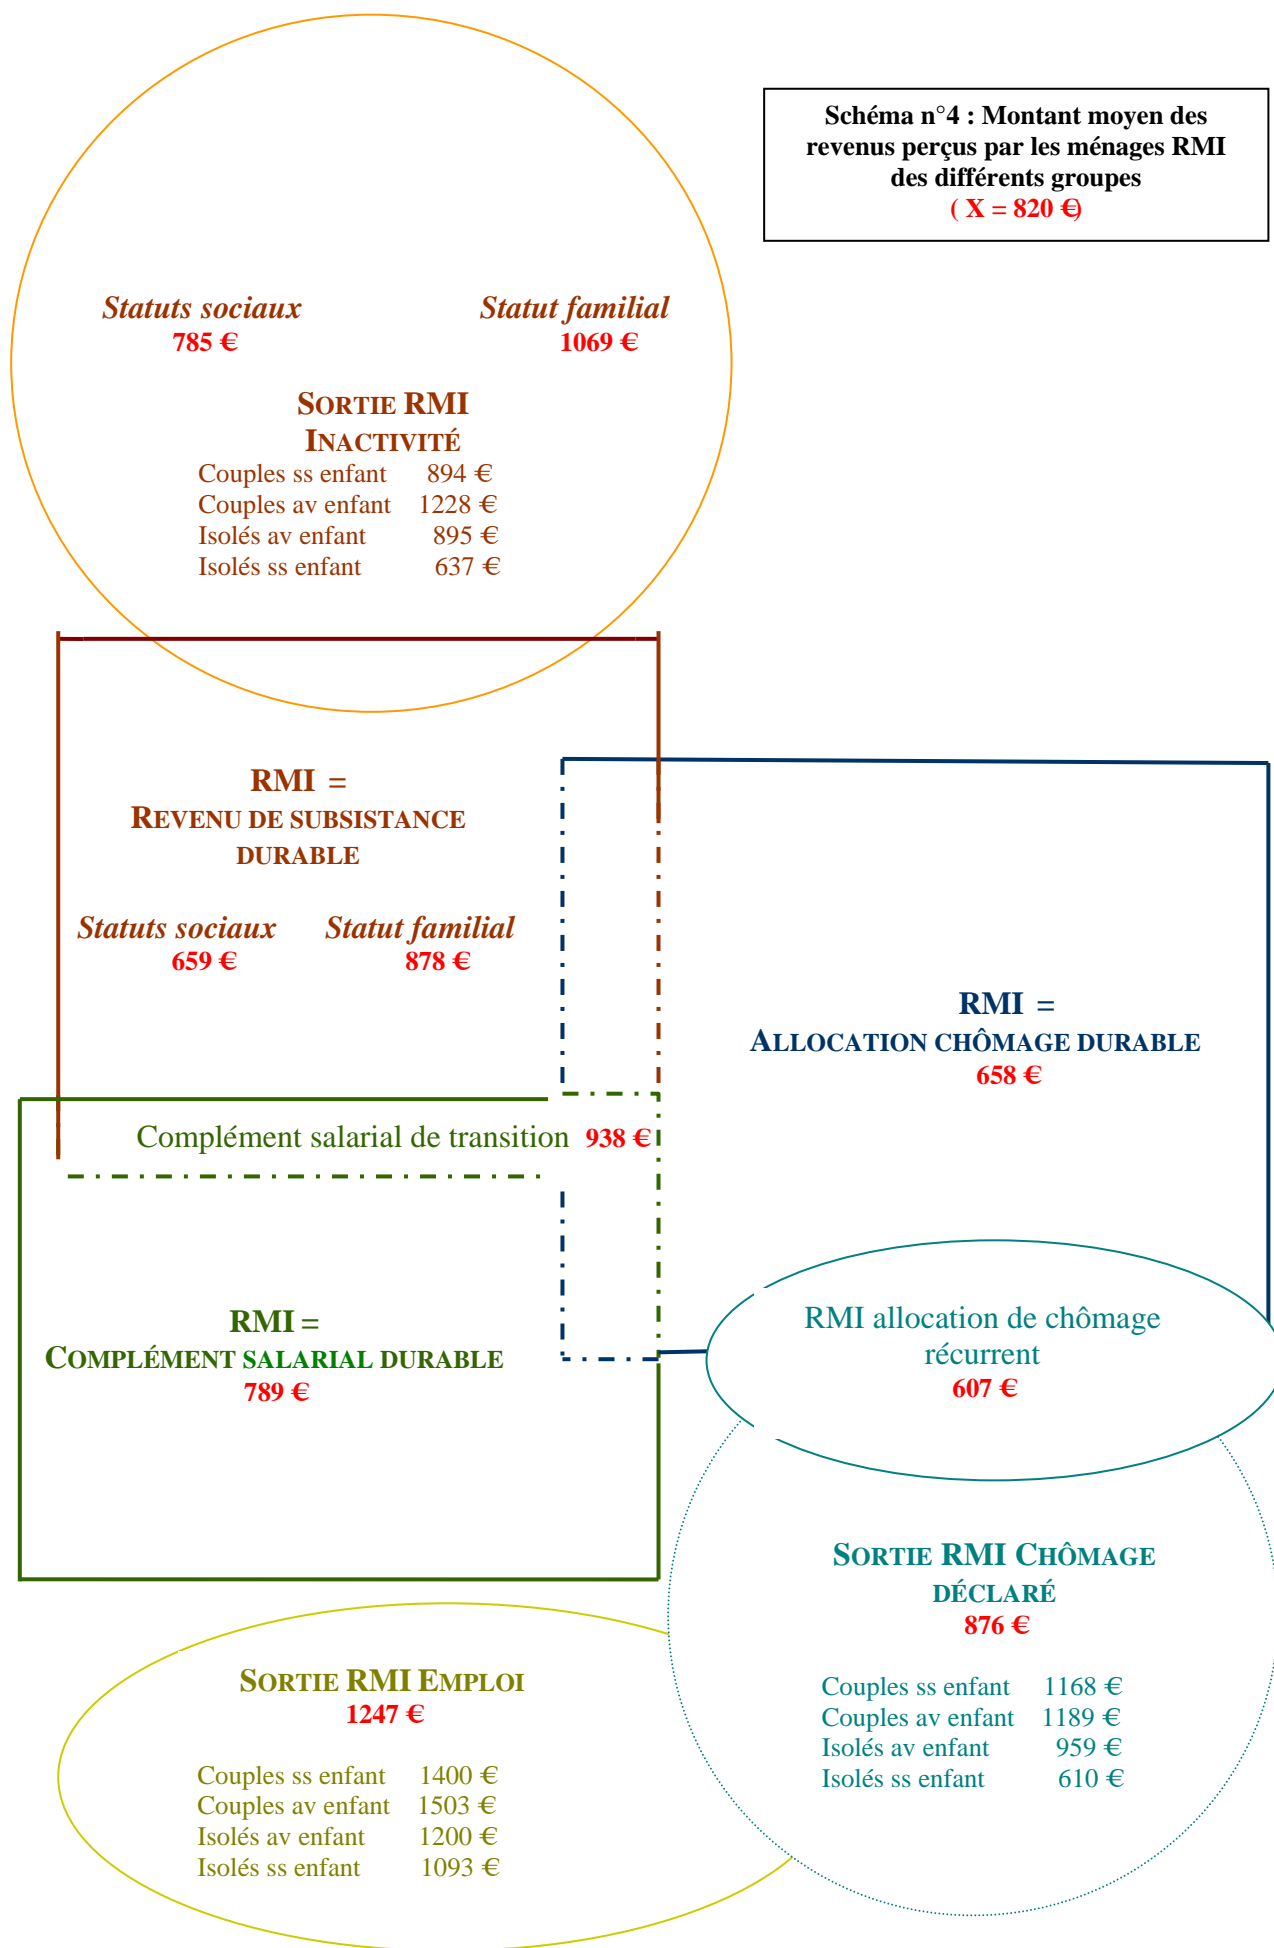 Schéma n°4 : Montant moyen des
revenus perçus par les ménages RMI
des différents groupes
( X = 820 €)
Statuts sociaux Statut familial
785 € 1069 €
SORTIE RMI
INACTIVITÉ
Couples ss enfant 894 €
Couples av enfant 1228 €
Isolés av enfant 895 €
Isolés ss enfant 637 €
RMI =
REVENU DE SUBSISTANCE
DURABLE
Statuts sociaux Statut familial
659 € 878 €
RMI =
ALLOCATION CHÔMAGE DURABLE
658 €
Complément salarial de transition 938 €
RMI =
COMPLÉMENT SALARIAL DURABLE
789 €
RMI allocation de chômage
récurrent
607 €
SORTIE RMI CHÔMAGE
DÉCLARÉ
876 €
Couples ss enfant 1168 €
Couples av enfant 1189 €
Isolés av enfant 959 €
Isolés ss enfant 610 €
SORTIE RMI EMPLOI
1247 €
Couples ss enfant 1400 €
Couples av enfant 1503 €
Isolés av enfant 1200 €
Isolés ss enfant 1093 €